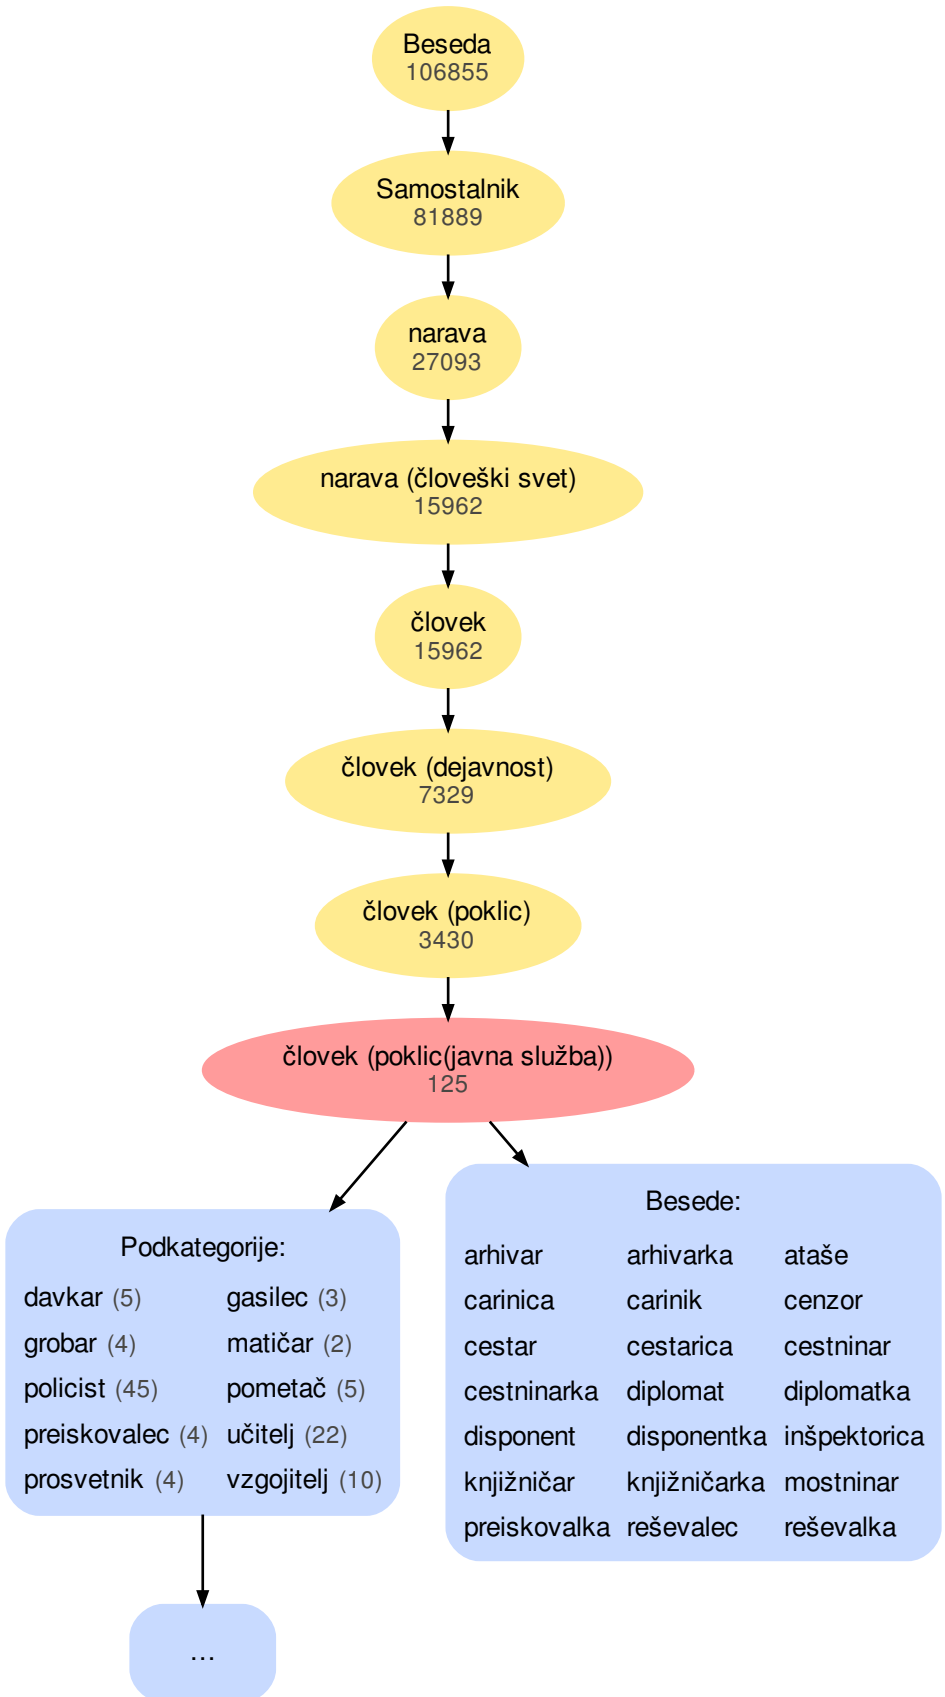 Beseda
106855
Samostalnik
81889
narava
27093
narava (človeški svet)
15962
človek
15962
človek (dejavnost)
7329
človek (poklic)
3430
človek (poklic(javna služba))
125
Podkategorije:
davkar (5) gasilec (3)
grobar (4) matičar (2)
policist (45) pometač (5)
preiskovalec (4) učitelj (22)
prosvetnik (4) vzgojitelj (10)
...
Besede:
arhivar arhivarka ataše
carinica carinik cenzor
cestar cestarica cestninar
cestninarka diplomat diplomatka
disponent disponentka inšpektorica
knjižničar knjižničarka mostninar
preiskovalka reševalec reševalka